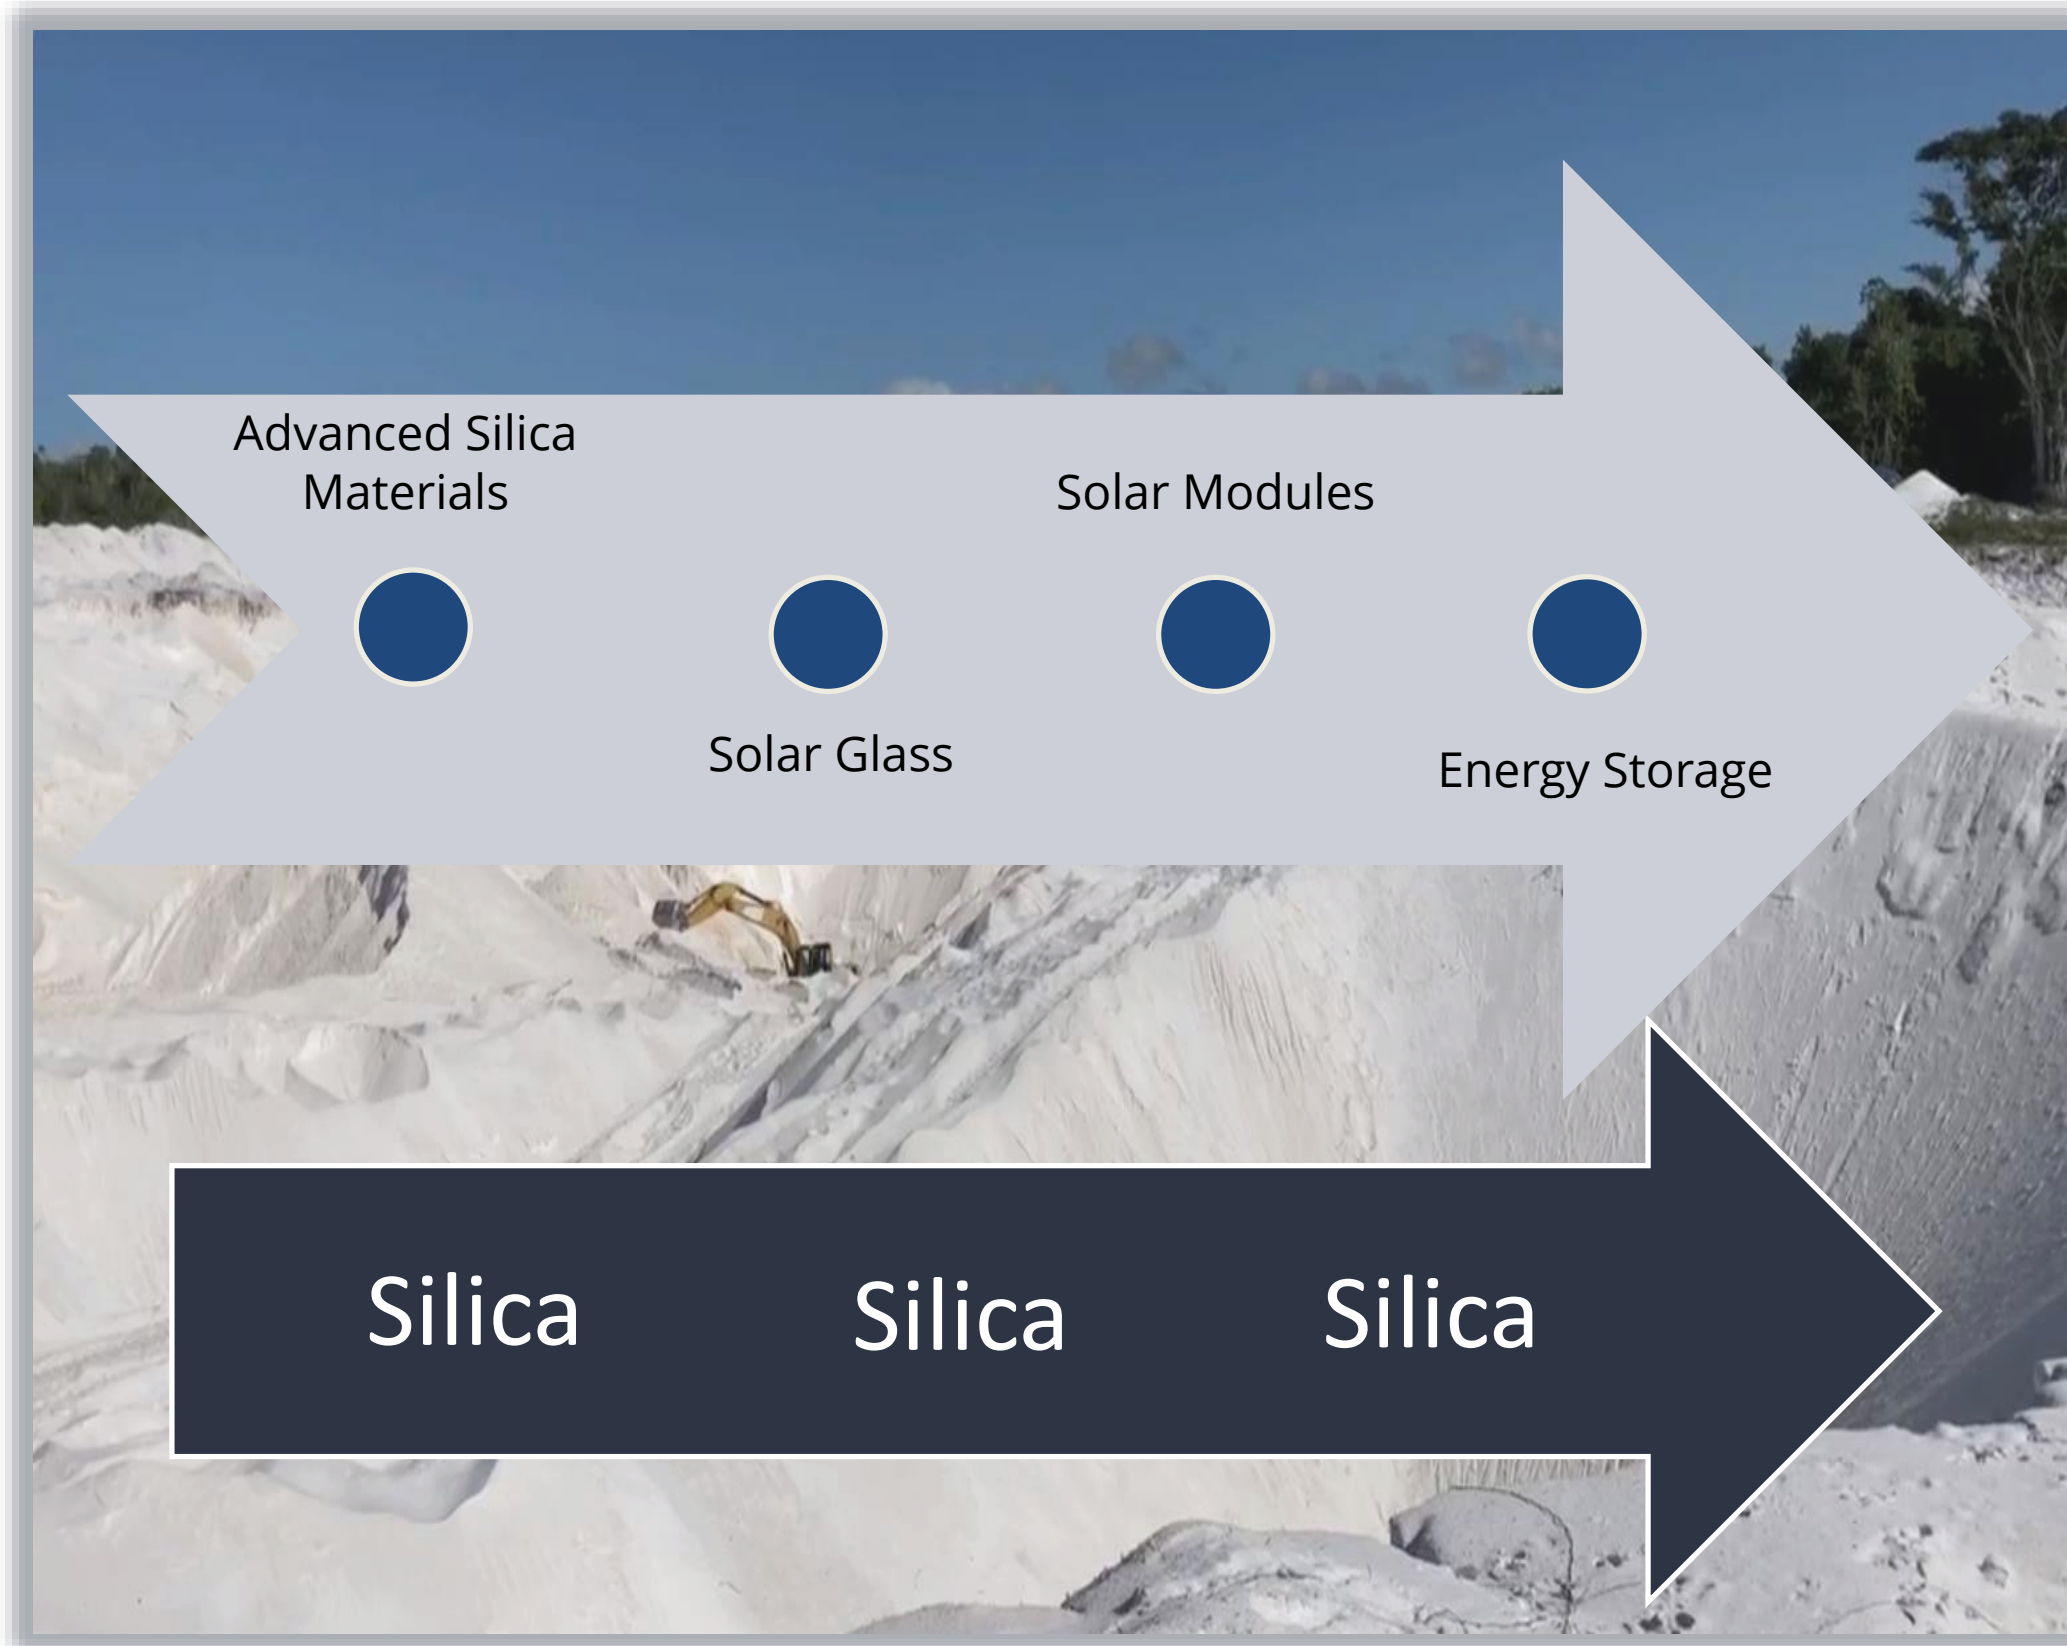 Advanced Silica
Materials
Solar Modules
Solar Glass
Energy Storage
Silica Silica Silica